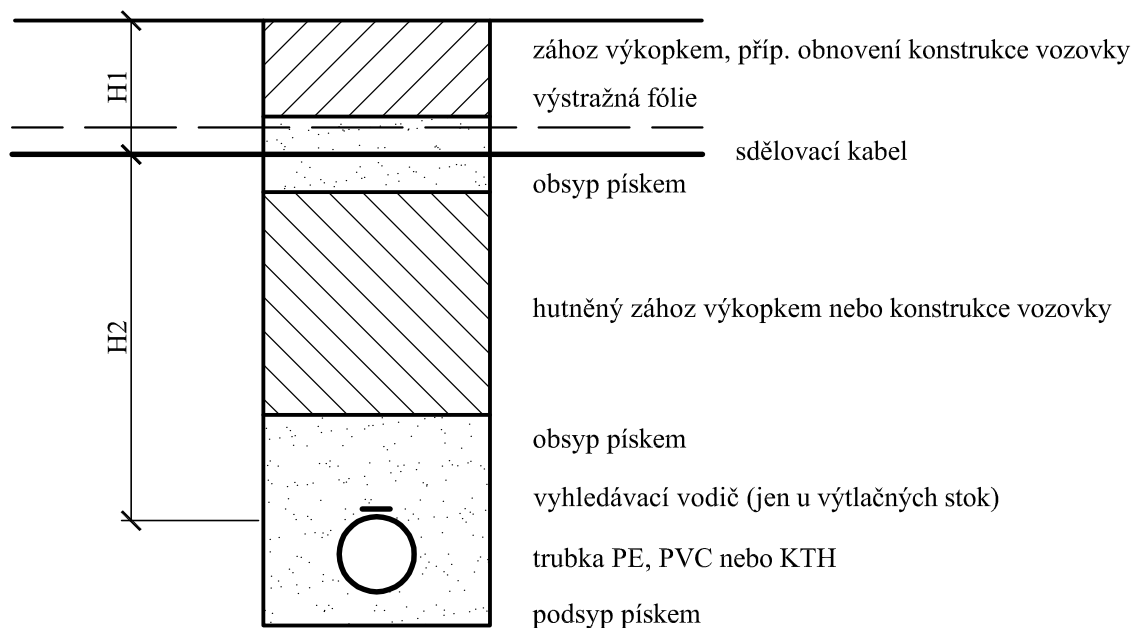 zához výkopkem, příp. obnovení konstrukce vozovky
H1
výstražná fólie
sdělovací kabel
obsyp pískem
hutněný zához výkopkem nebo konstrukce vozovky
H2
obsyp pískem
vyhledávací vodič (jen u výtlačných stok)
trubka PE, PVC nebo KTH
podsyp pískem